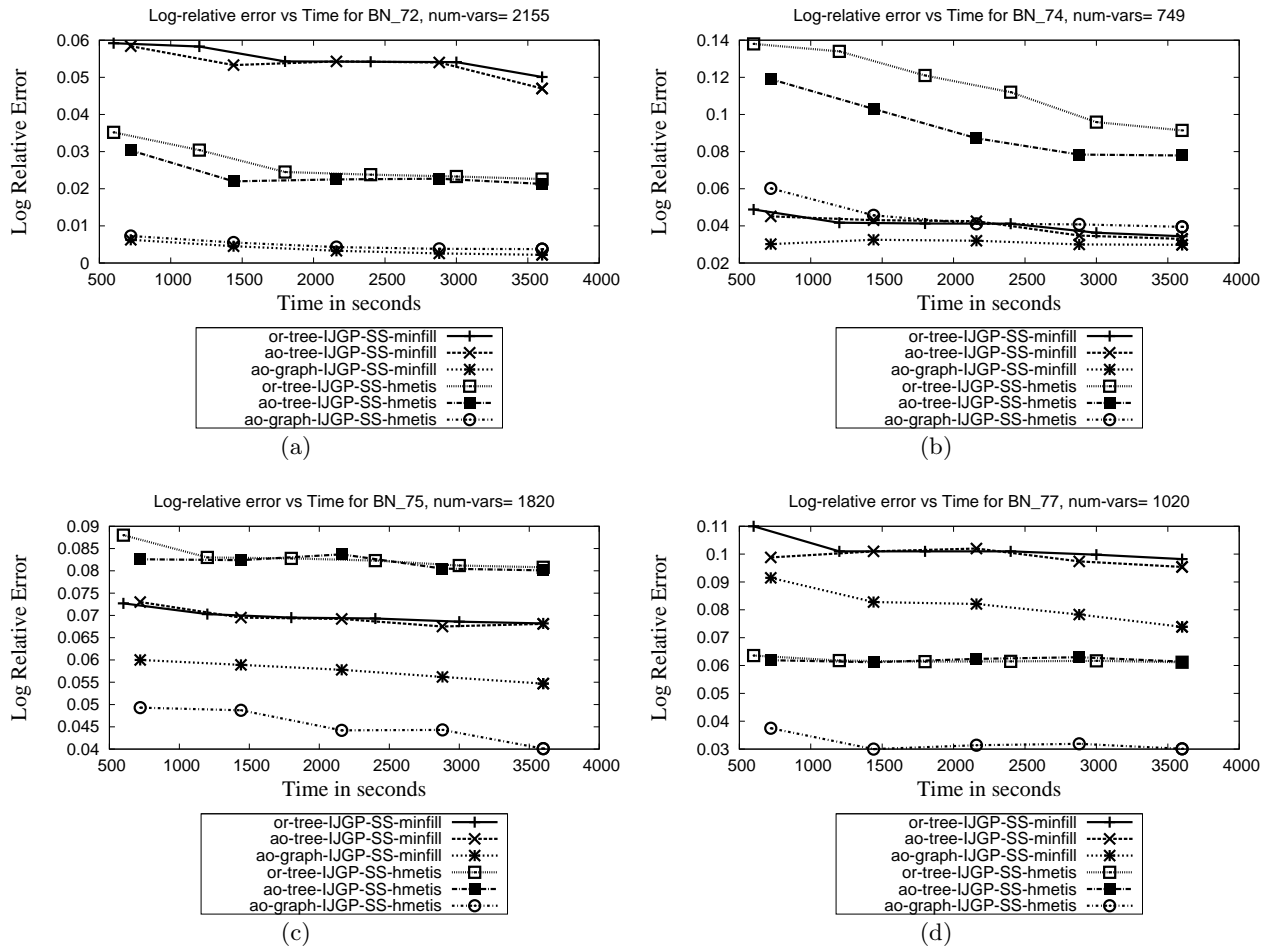 Log-relative error vs Time for BN_72, num-vars= 2155
Log Relative Error
0.06
0.05
0.04
0.03
0.02
0.01
0
500 1000 1500 2000 2500 3000 3500 4000
Time in seconds
or-tree-IJGP-SS-minfill
ao-tree-IJGP-SS-minfill
ao-graph-IJGP-SS-minfill
or-tree-IJGP-SS-hmetis
ao-tree-IJGP-SS-hmetis
ao-graph-IJGP-SS-hmetis
(a)
Log-relative error vs Time for BN_74, num-vars= 749
Log Relative Error
0.14
0.12
0.1
0.08
0.06
0.04
0.02
500 1000 1500 2000 2500 3000 3500 4000
Time in seconds
or-tree-IJGP-SS-minfill
ao-tree-IJGP-SS-minfill
ao-graph-IJGP-SS-minfill
or-tree-IJGP-SS-hmetis
ao-tree-IJGP-SS-hmetis
ao-graph-IJGP-SS-hmetis
(b)
Log-relative error vs Time for BN_75, num-vars= 1820
Log Relative Error
0.09
0.085
0.08
0.075
0.07
0.065
0.06
0.055
0.05
0.045
0.04
500 1000 1500 2000 2500 3000 3500 4000
Time in seconds
or-tree-IJGP-SS-minfill
ao-tree-IJGP-SS-minfill
ao-graph-IJGP-SS-minfill
or-tree-IJGP-SS-hmetis
ao-tree-IJGP-SS-hmetis
ao-graph-IJGP-SS-hmetis
(c)
Log-relative error vs Time for BN_77, num-vars= 1020
Log Relative Error
0.11
0.1
0.09
0.08
0.07
0.06
0.05
0.04
0.03
500 1000 1500 2000 2500 3000 3500 4000
Time in seconds
or-tree-IJGP-SS-minfill
ao-tree-IJGP-SS-minfill
ao-graph-IJGP-SS-minfill
or-tree-IJGP-SS-hmetis
ao-tree-IJGP-SS-hmetis
ao-graph-IJGP-SS-hmetis
(d)